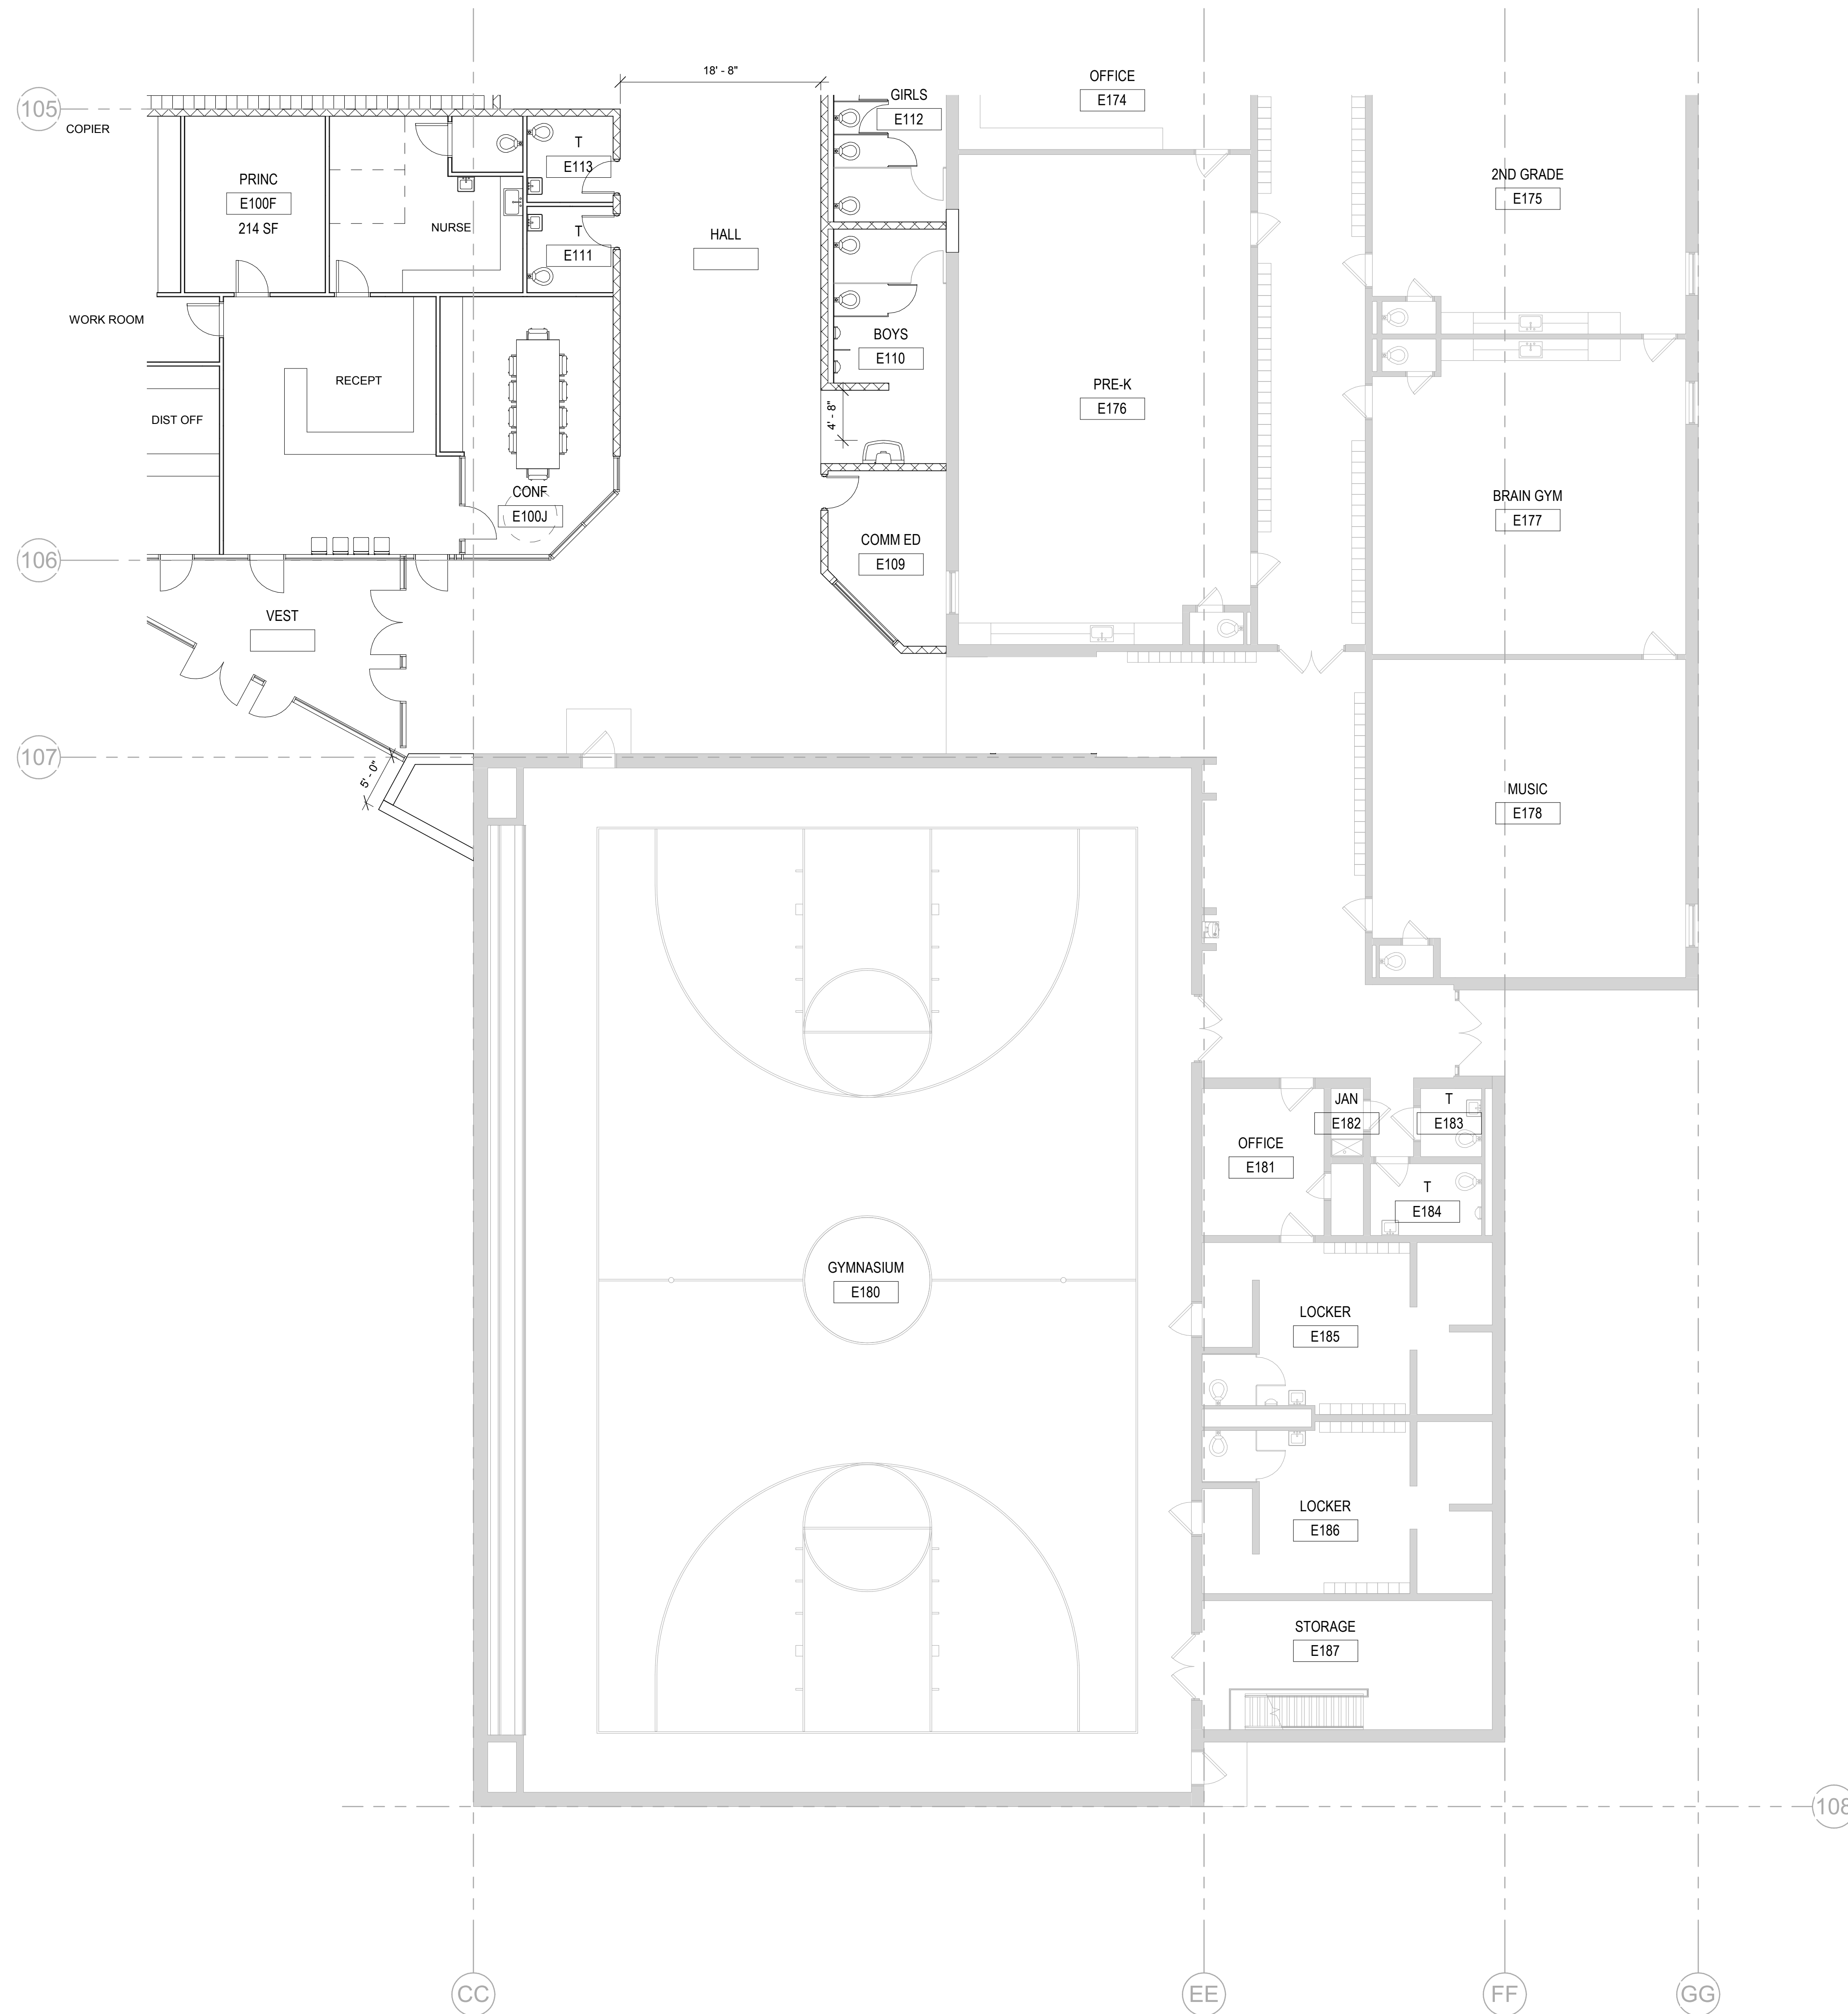 18' - 8"
OFFICE
E174
GIRLS
E112
105
COPIER
T
E113
PRINC
E100F
214 SF
2ND GRADE
E175
NURSE
T
E111
HALL
WORK ROOM
BOYS
E110
RECEPT
PRE-K
E176
4' - 8"
DIST OFF
CONF
E100J
BRAIN GYM
E177
COMM ED
E109
106
VEST
107
5' - 0"
MUSIC
E178
JAN
E182
T
E183
OFFICE
E181
T
E184
GYMNASIUM
E180
LOCKER
E185
LOCKER
E186
STORAGE
E187
108
CC
EE
FF
GG